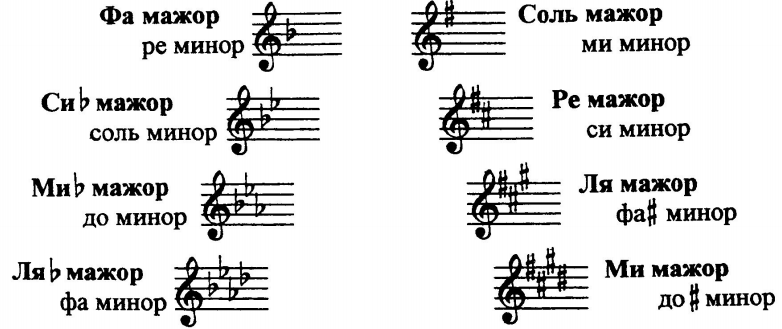 Фа мажор
ре минор
Соль мажор
ми минор
Си♭ мажор
соль минор
Ре мажор
си минор
Ми♭ мажор
до минор
Ля мажор
фа♯ минор
Ля♭ мажор
фа минор
Ми мажор
до♯ минор